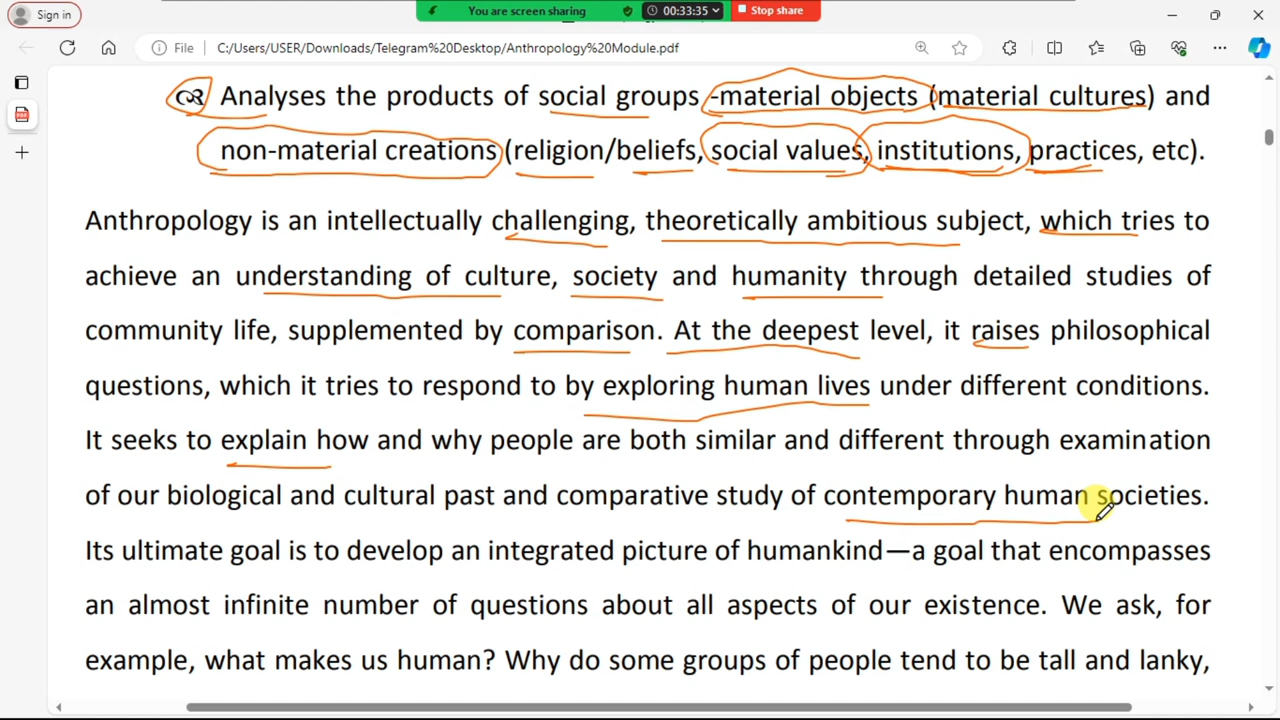 Sign in
You are screen sharing
00:33:35
Stop share
File
C:/Users/USER/Downloads/Telegram%20Desktop/Anthropology%20Module.pdf
Analyses the products of social groups -material objects (material cultures) and
non-material creations (religion/beliefs, social values, institutions, practices, etc).
Anthropology is an intellectually challenging, theoretically ambitious subject, which tries to
achieve an understanding of culture, society and humanity through detailed studies of
community life, supplemented by comparison. At the deepest level, it raises philosophical
questions, which it tries to respond to by exploring human lives under different conditions.
It seeks to explain how and why people are both similar and different through examination
of our biological and cultural past and comparative study of contemporary human societies.
Its ultimate goal is to develop an integrated picture of humankind—a goal that encompasses
an almost infinite number of questions about all aspects of our existence. We ask, for
example, what makes us human? Why do some groups of people tend to be tall and lanky,